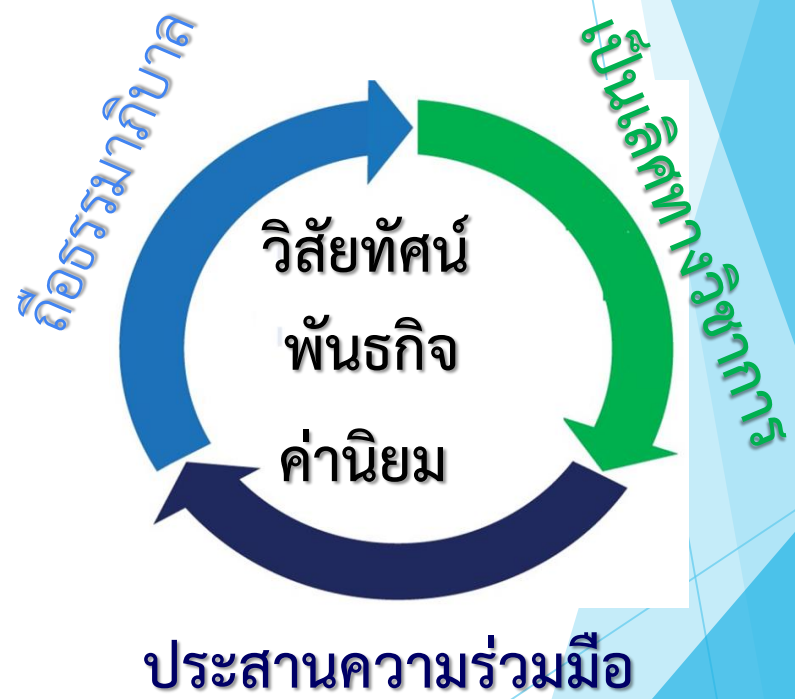 ถือธรรมาภิบาล
เป็นเลิศทางวิชาการ
วิสัยทัศน์
พันธกิจ
ค่านิยม
ประสานความร่วมมือ